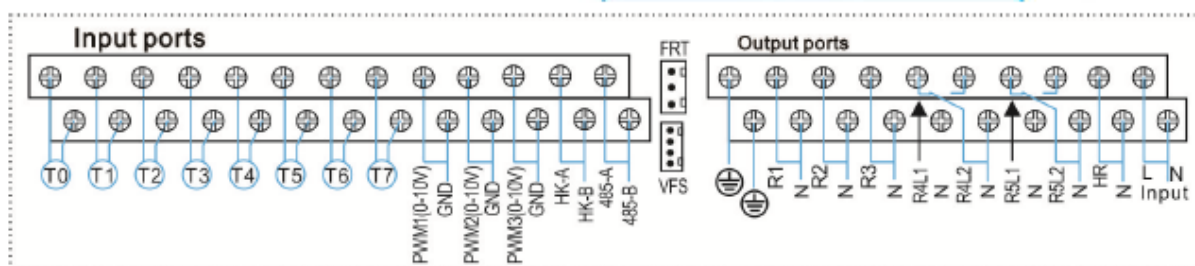 Input ports
FRT
Output ports
T0
T1
T2
T3
T4
T5
T6
T7
PWM1(0-10V)
GND
PWM2(0-10V)
GND
PWM3(0-10V)
GND
HK-A
HK-B
485-A
485-B
VFS
R1
N
R2
N
R3
N
R4L1
N
R4L2
N
R5L1
N
R5L2
N
HR
N
L
N
Input